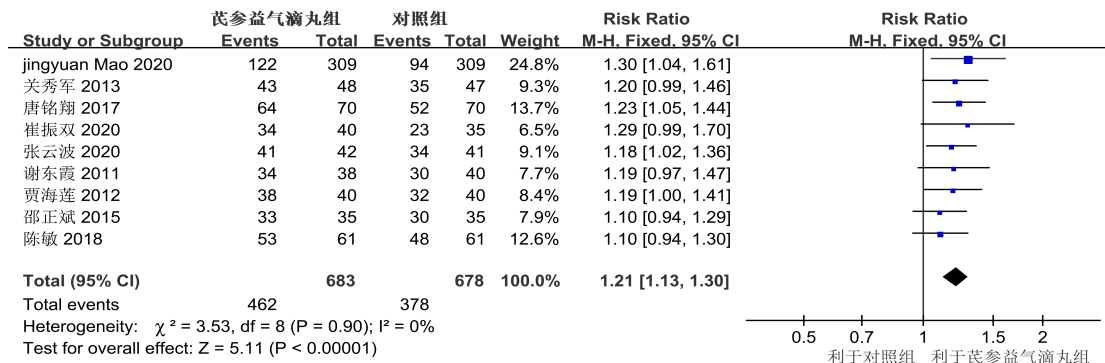 芪参益气滴丸组 对照组 Risk Ratio Risk Ratio
Study or Subgroup Events Total Events Total Weight M-H, Fixed, 95% CI M-H, Fixed, 95% CI
jingyuan Mao 2020 122 309 94 309 24.8% 1.30 [1.04, 1.61]
关秀军 2013 43 48 35 47 9.3% 1.20 [0.99, 1.46]
唐铭翔 2017 64 70 52 70 13.7% 1.23 [1.05, 1.44]
崔振双 2020 34 40 23 35 6.5% 1.29 [0.99, 1.70]
张云波 2020 41 42 34 41 9.1% 1.18 [1.02, 1.36]
谢东霞 2011 34 38 30 40 7.7% 1.19 [0.97, 1.47]
贾海莲 2012 38 40 32 40 8.4% 1.19 [1.00, 1.41]
邵正斌 2015 33 35 30 35 7.9% 1.10 [0.94, 1.29]
陈敏 2018 53 61 48 61 12.6% 1.10 [0.94, 1.30]
Total (95% CI) 683 678 100.0% 1.21 [1.13, 1.30]
Total events 462 378
Heterogeneity: χ² = 3.53, df = 8 (P = 0.90); I² = 0%
Test for overall effect: Z = 5.11 (P < 0.00001)
0.5 0.7 1 1.5 2
利于对照组 利于芪参益气滴丸组